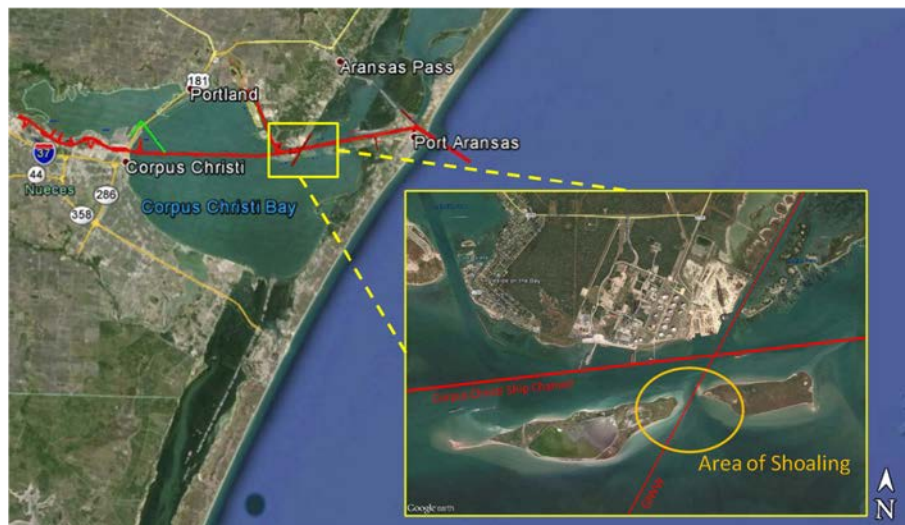 Aransas Pass
181
Portland
Port Aransas
37
Corpus Christi
44
Nueces
286
358
Corpus Christi Bay
Corpus Christi Ship Channel
Area of Shoaling
GIWW
Google earth
N